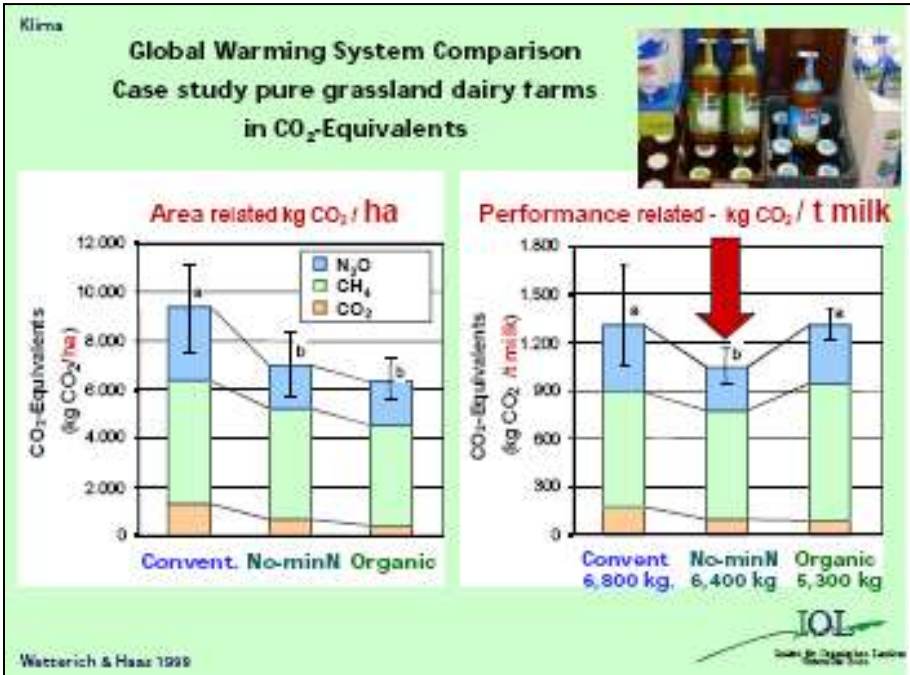 Klima
Global Warming System Comparison
Case study pure grassland dairy farms
in CO₂-Equivalents
Area related kg CO₂ / ha
12.000
10.000
8.000
6.000
4.000
2.000
0
CO₂-Equivalents
(kg CO₂/ha)
N₂O
CH₄
CO₂
a
b
b
Convent. No-minN Organic
Performance related - kg CO₂ / t milk
1.800
1.500
1.200
900
600
300
0
CO₂-Equivalents
(kg CO₂ /t milk)
a
b
a
Convent No-minN Organic
6,800 kg. 6,400 kg 5,300 kg
IOL
Wetterich & Haas 1999